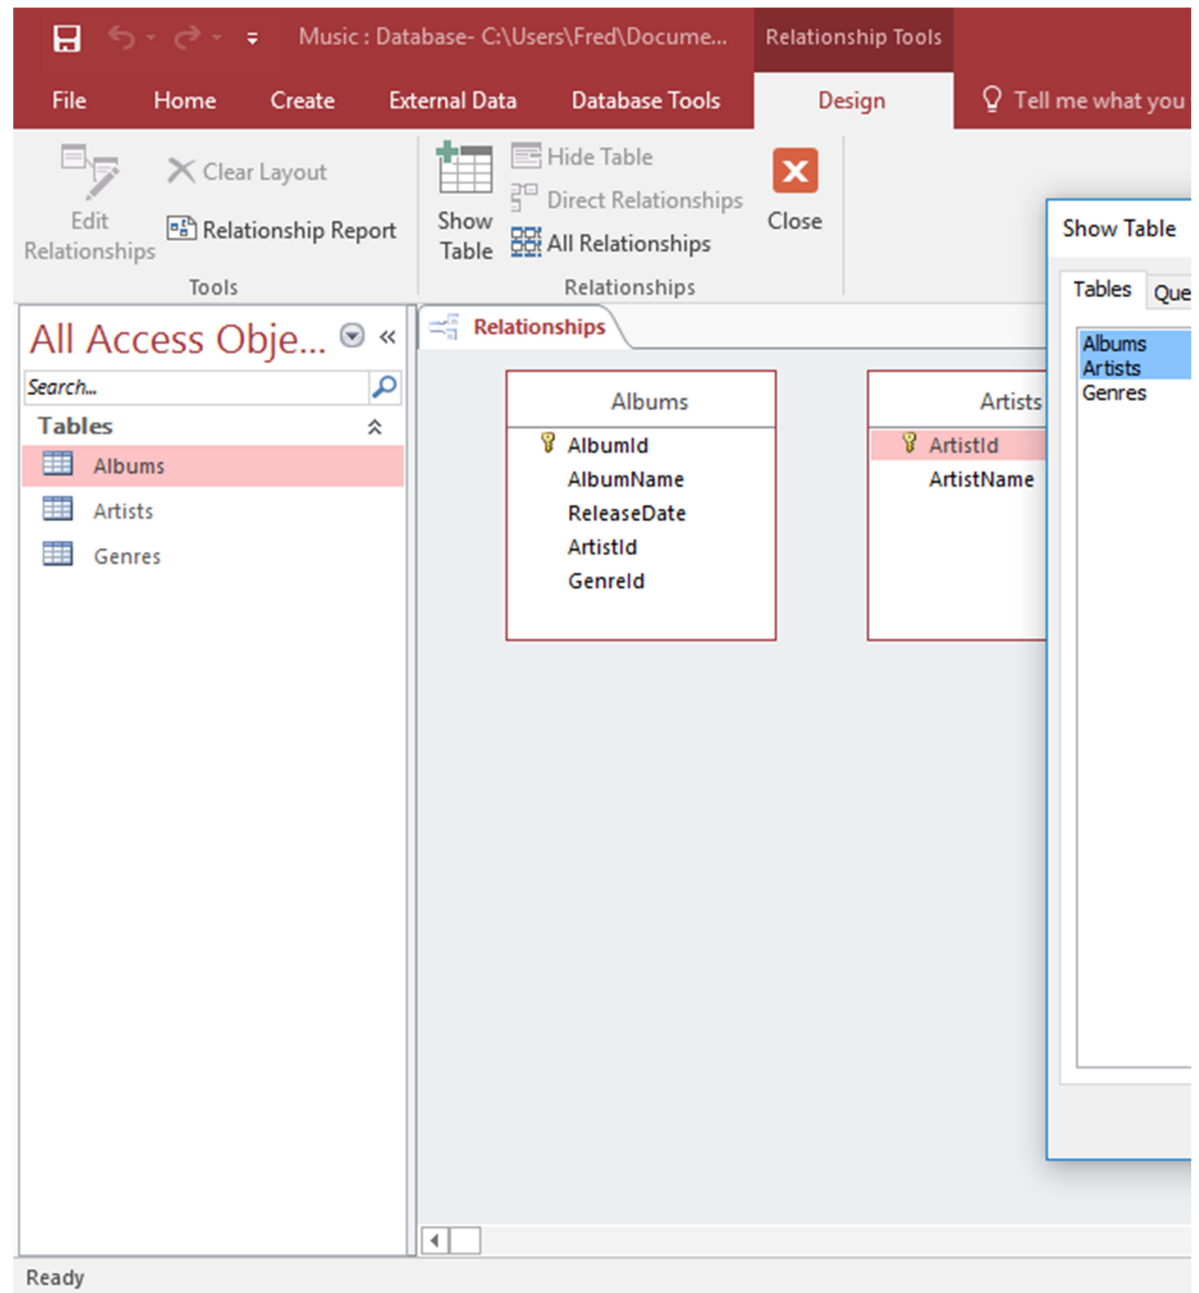 Music : Database- C:\Users\Fred\Docume...
Relationship Tools
File Home Create External Data Database Tools Design Tell me what you
Edit Relationships
Clear Layout
Relationship Report
Tools
Show Table
Hide Table
Direct Relationships
All Relationships
Relationships
Close
All Access Obje...
Search...
Tables
Albums
Artists
Genres
Relationships
Albums
AlbumId
AlbumName
ReleaseDate
ArtistId
GenreId
Artists
ArtistId
ArtistName
Show Table
Tables Que
Albums
Artists
Genres
Ready